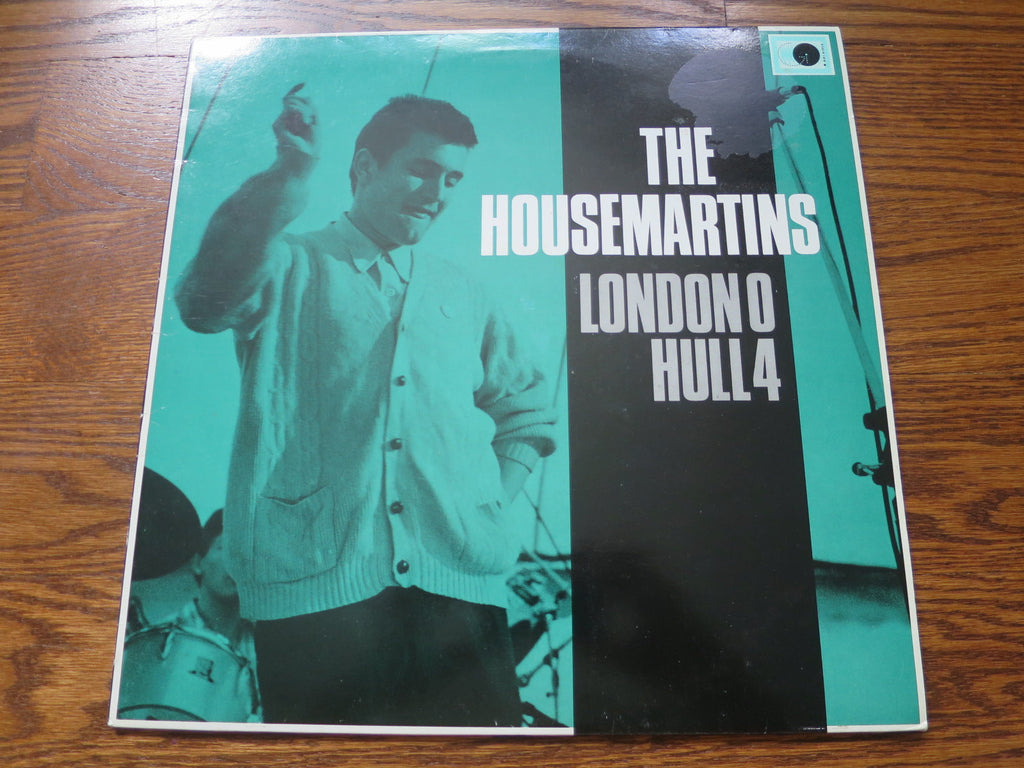 THE
HOUSEMARTINS
LONDON 0
HULL 4